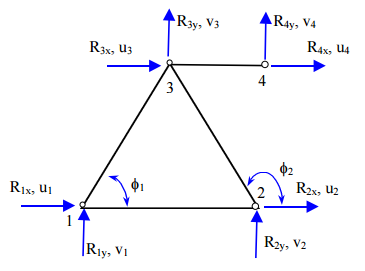 R₃y, v₃
R₄y, v₄
R₃x, u₃
R₄x, u₄
3
4
ϕ₁
ϕ₂
R₁x, u₁
2
R₂x, u₂
1
R₁y, v₁
R₂y, v₂